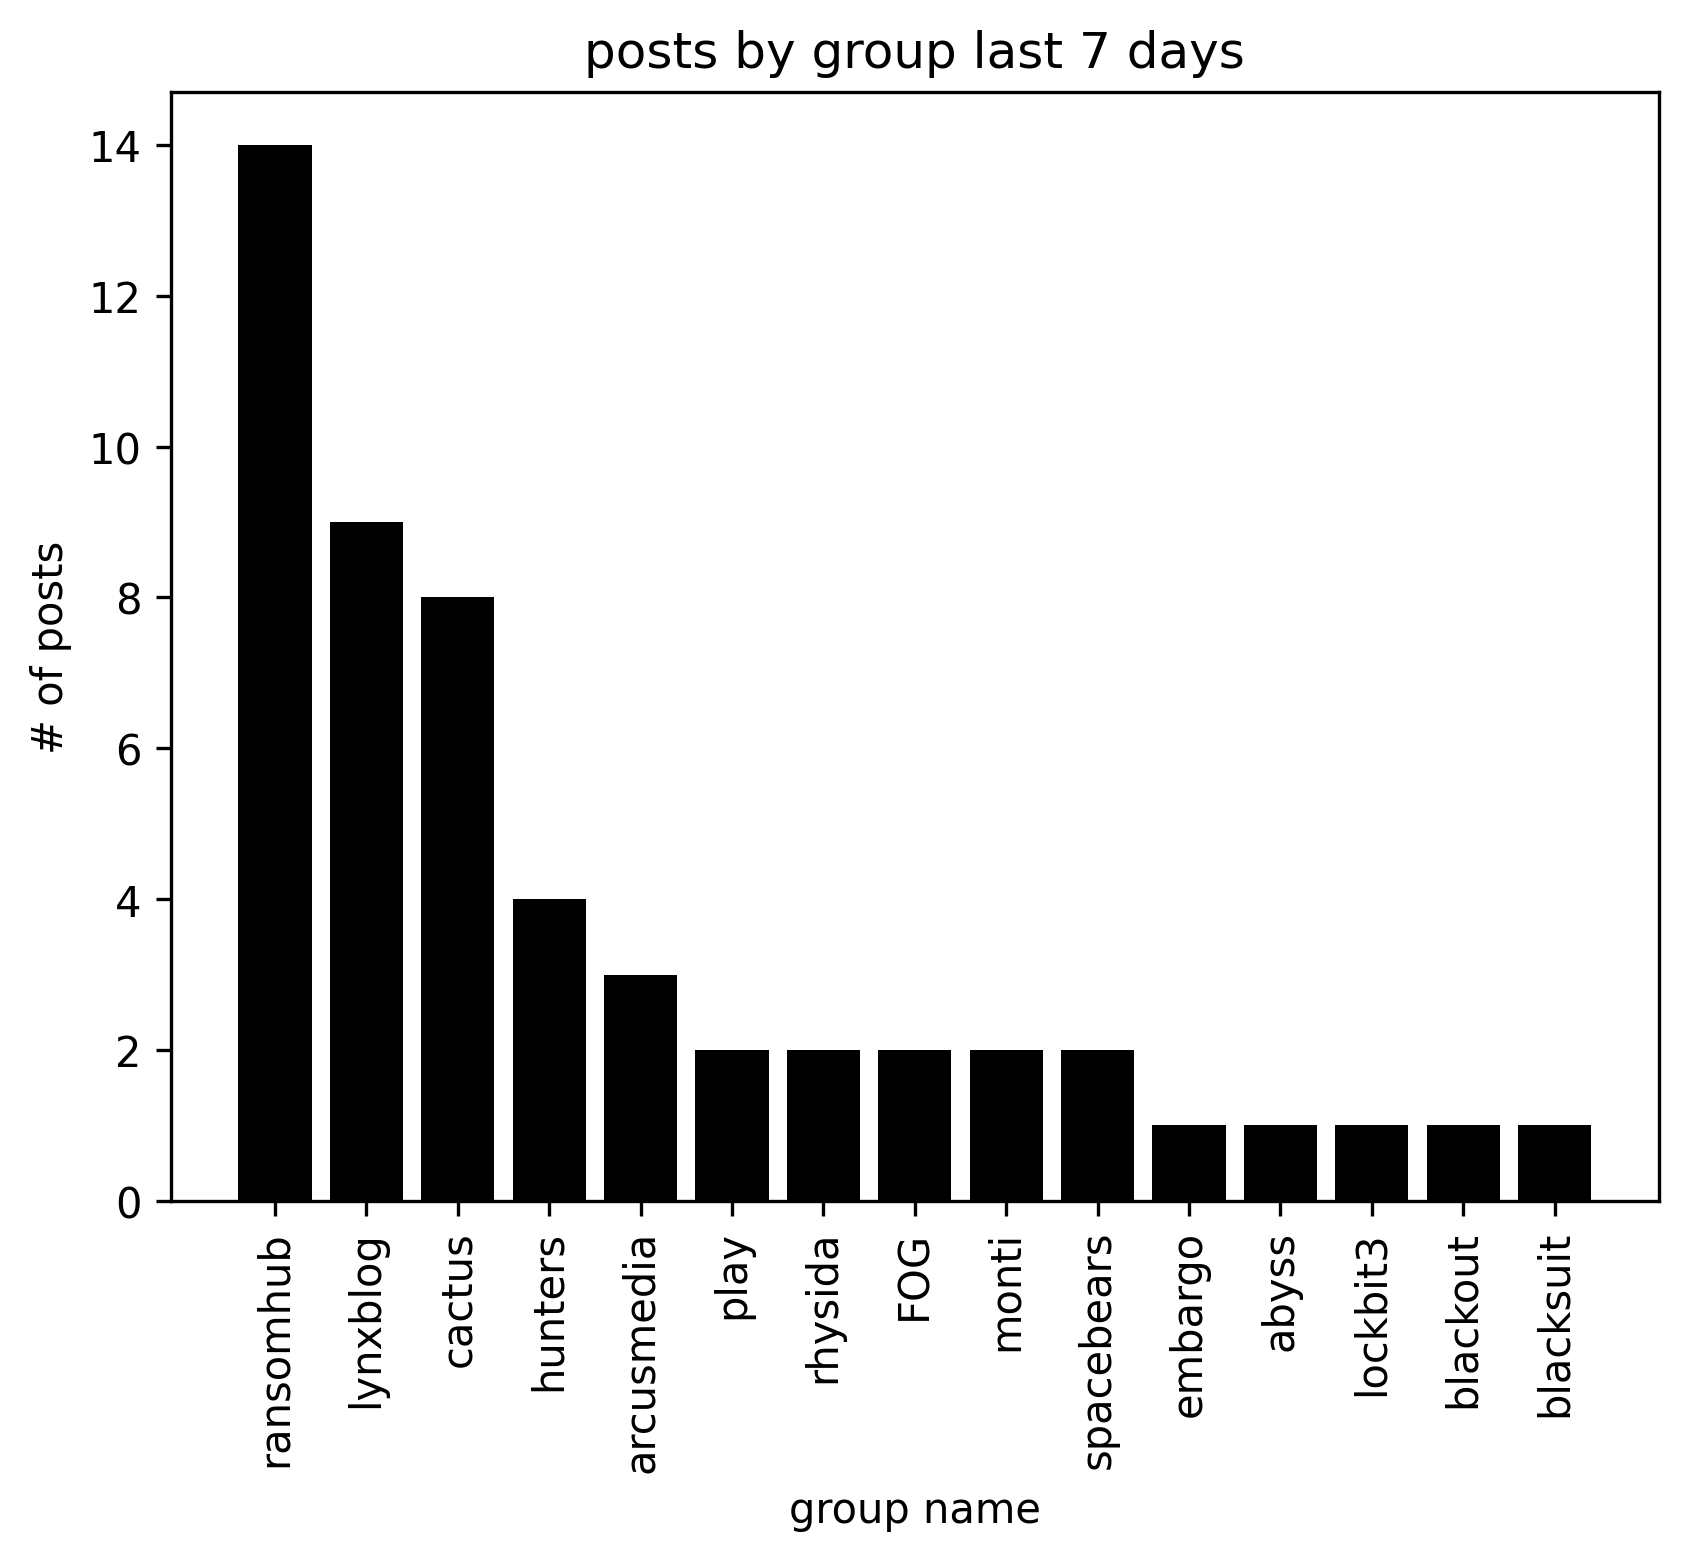 posts by group last 7 days
14
12
10
8
6
4
2
0
# of posts
ransomhub
lynxblog
cactus
hunters
arcusmedia
play
rhysida
FOG
monti
spacebears
embargo
abyss
lockbit3
blackout
blacksuit
group name